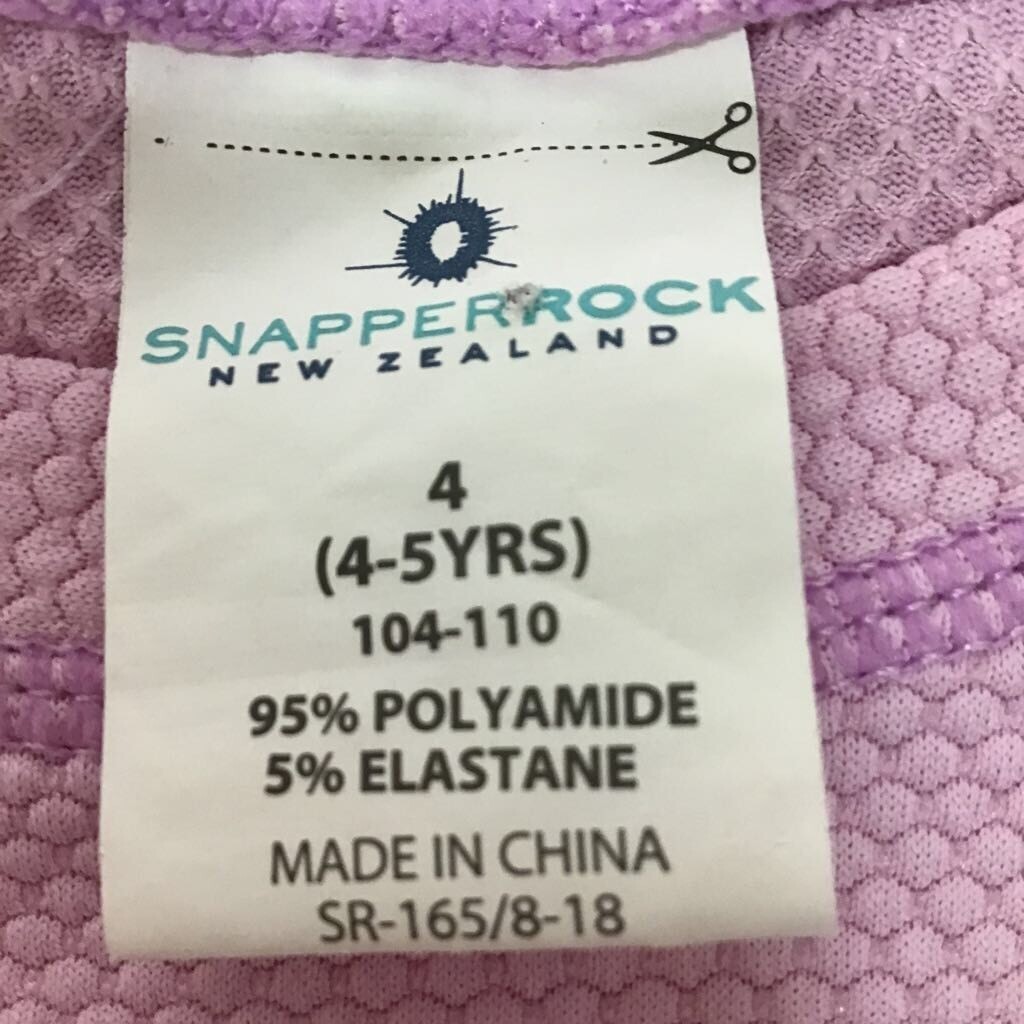 SNAPPERROCK
NEW ZEALAND
4
(4-5YRS)
104-110
95% POLYAMIDE
5% ELASTANE
MADE IN CHINA
SR-165/8-18